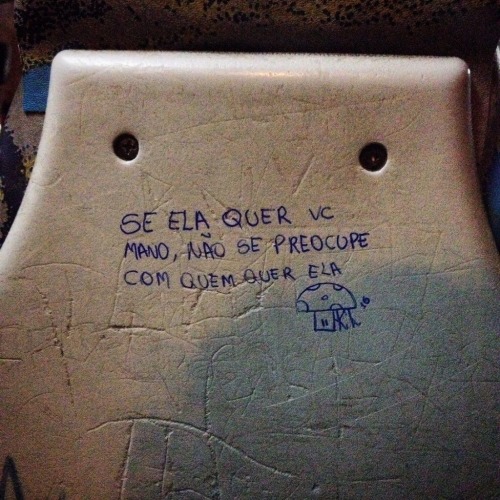 SE ELA QUER VC
MANO, NÃO SE PREOCUPE
COM QUEM QUER ELA